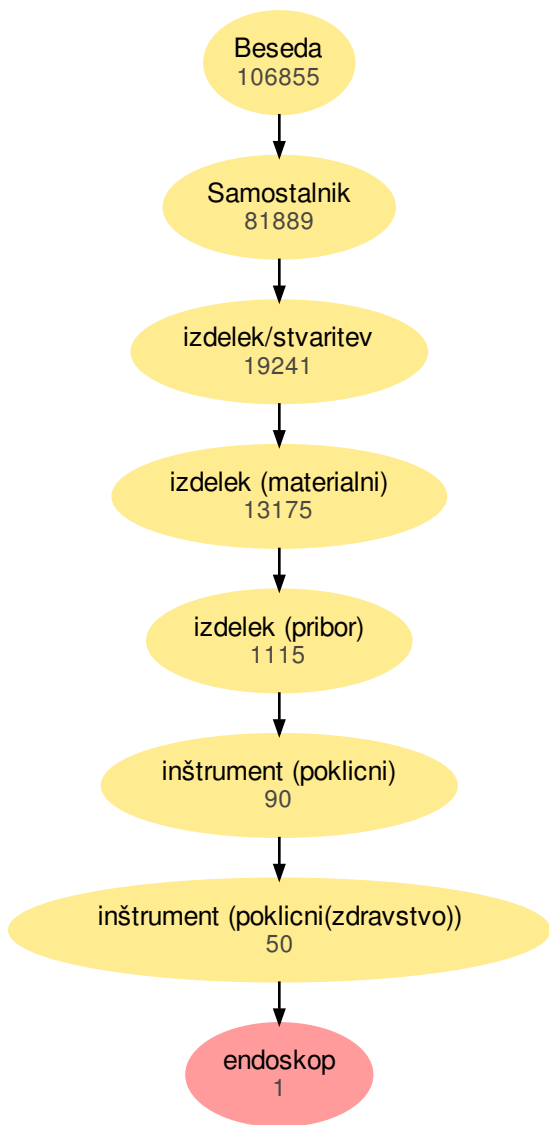 Beseda
106855
Samostalnik
81889
izdelek/stvaritev
19241
izdelek (materialni)
13175
izdelek (pribor)
1115
inštrument (poklicni)
90
inštrument (poklicni(zdravstvo))
50
endoskop
1